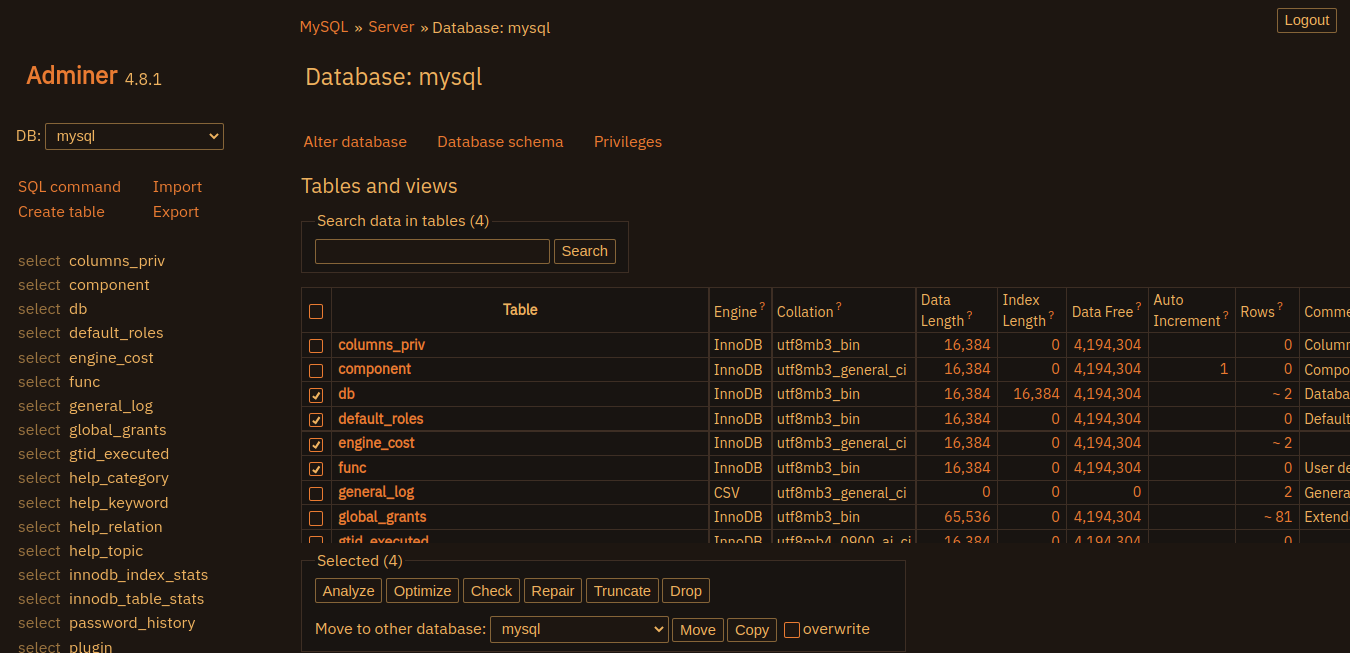 MySQL » Server » Database: mysql
Logout
Adminer 4.8.1
Database: mysql
DB: mysql
Alter database Database schema Privileges
SQL command Import
Create table Export
Tables and views
Search data in tables (4)
Search
select columns_priv
select component
select db
select default_roles
select engine_cost
select func
select general_log
select global_grants
select gtid_executed
select help_category
select help_keyword
select help_relation
select help_topic
select innodb_index_stats
select innodb_table_stats
select password_history
select plugin
Table Engine? Collation? Data Length? Index Length? Data Free? Auto Increment? Rows? Comme
columns_priv InnoDB utf8mb3_bin 16,384 0 4,194,304 0 Column
component InnoDB utf8mb3_general_ci 16,384 0 4,194,304 1 0 Compo
db InnoDB utf8mb3_bin 16,384 16,384 4,194,304 ~ 2 Databa
default_roles InnoDB utf8mb3_bin 16,384 0 4,194,304 0 Default
engine_cost InnoDB utf8mb3_general_ci 16,384 0 4,194,304 ~ 2
func InnoDB utf8mb3_bin 16,384 0 4,194,304 0 User de
general_log CSV utf8mb3_general_ci 0 0 0 2 Genera
global_grants InnoDB utf8mb3_bin 65,536 0 4,194,304 ~ 81 Extend
gtid_executed InnoDB utf8mb4_0900_ai_ci 16,384 0 4,194,304 0
Selected (4)
Analyze Optimize Check Repair Truncate Drop
Move to other database: mysql Move Copy overwrite